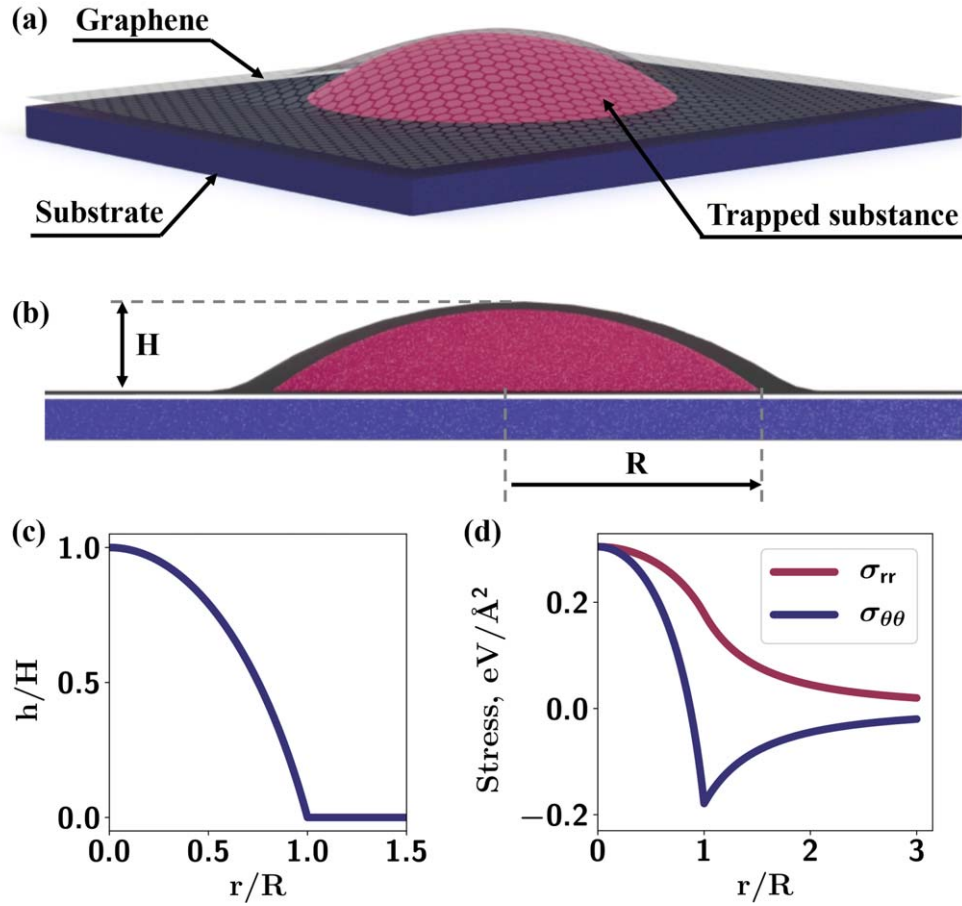 (a)
Graphene
Substrate
Trapped substance
(b)
H
R
(c)
1.0
0.5
0.0
h/H
0.0 0.5 1.0 1.5
r/R
(d)
0.2
0.0
−0.2
Stress, eV/Å²
σrr
σθθ
0 1 2 3
r/R